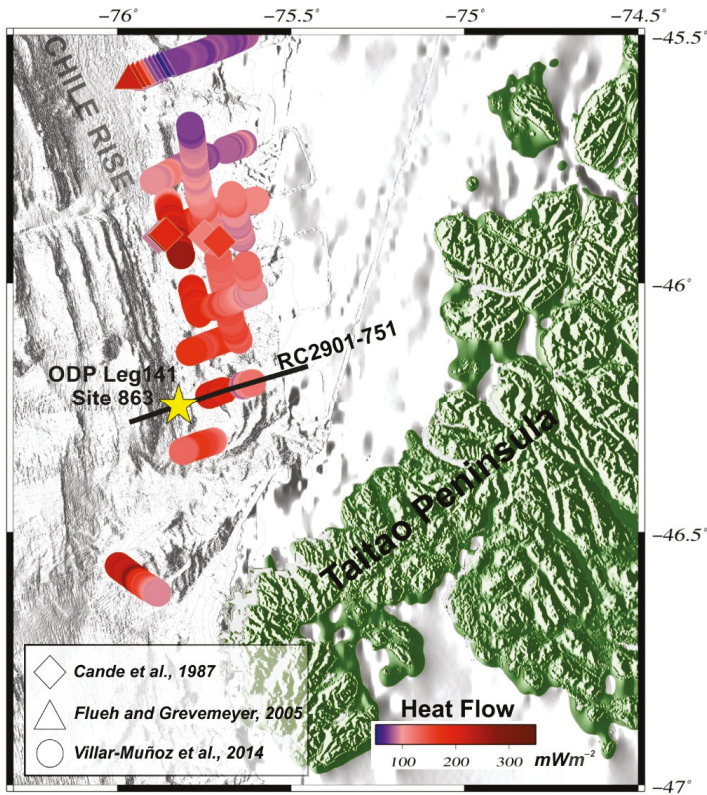 −76˚ −75.5˚ −75˚ −74.5˚
−45.5˚
CHILE RISE
−46˚
RC2901-751
ODP Leg141
Site 863
Taitao Peninsula
−46.5˚
Cande et al., 1987
Flueh and Grevemeyer, 2005
Villar-Muñoz et al., 2014
Heat Flow
100 200 300 mWm−2
−47˚